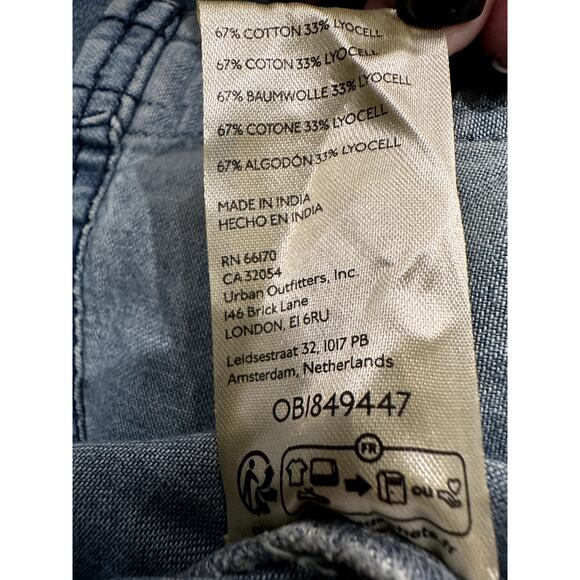 67% COTTON 33% LYOCELL
67% COTON 33% LYOCELL
67% BAUMWOLLE 33% LYOCELL
67% COTONE 33% LYOCELL
67% ALGODÓN 33% LYOCELL
MADE IN INDIA
HECHO EN INDIA
RN 66170
CA 32054
Urban Outfitters, Inc.
146 Brick Lane
LONDON, E1 6RU
Leidsestraat 32, 1017 PB
Amsterdam, Netherlands
OB1849447
FR
ou